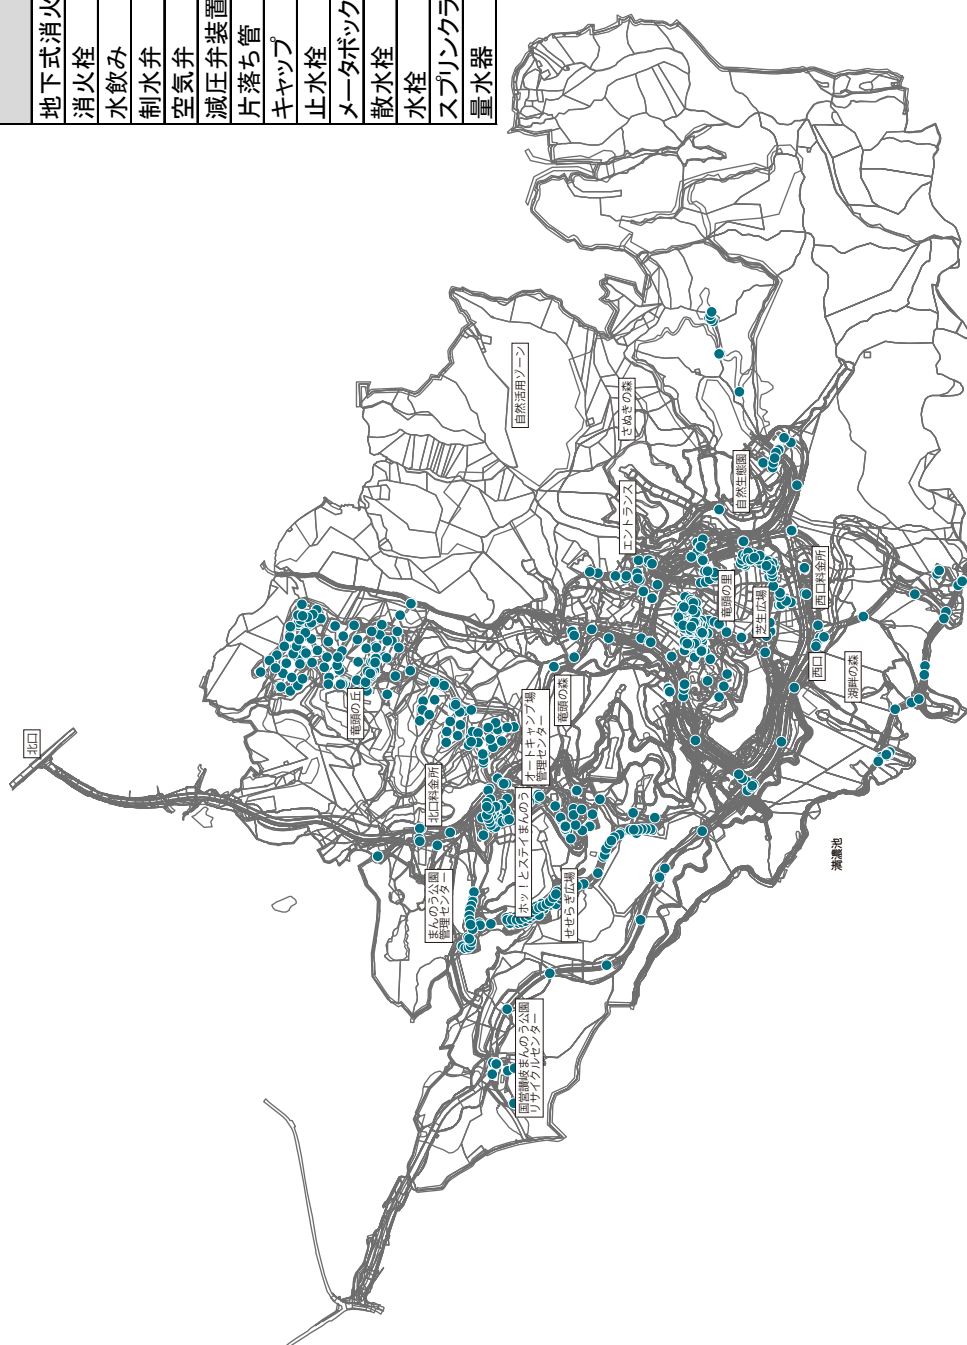 地下式消火
消火栓
水飲み
制水弁
空気弁
減圧弁装置
片落ち管
キャップ
止水栓
メータボック
散水栓
水栓
スプリンクラ
量水器
北口
自然活用ゾーン
さぬきの森
エントランス
自然生態園
竜頭の丘
竜頭の里
芝生広場
西口料金所
西口
湖畔の森
竜頭の森
オートキャンプ場
管理センター
北口料金所
ホッ！とステイまんのう
まんのう公園
管理センター
せせらぎ広場
満濃池
国営讃岐まんのう公園
リサイクルセンター